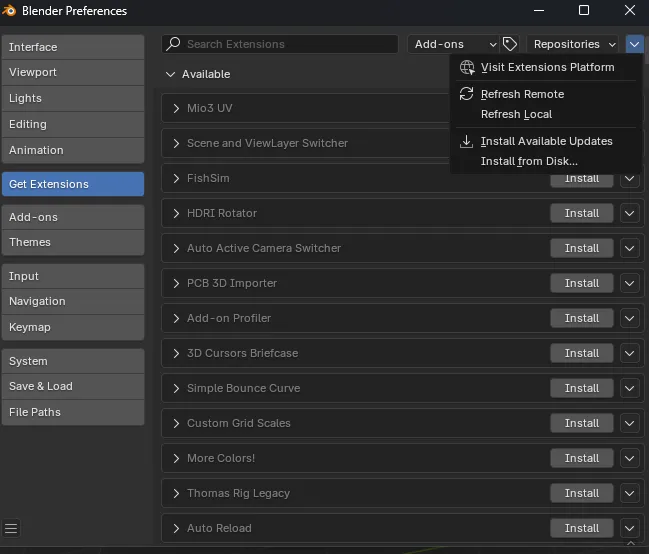 Blender Preferences
Interface
Viewport
Lights
Editing
Animation
Get Extensions
Add-ons
Themes
Input
Navigation
Keymap
System
Save & Load
File Paths
Search Extensions
Add-ons
Repositories
Visit Extensions Platform
Refresh Remote
Refresh Local
Install Available Updates
Install from Disk...
Available
Mio3 UV
Scene and ViewLayer Switcher
FishSim Install
HDRI Rotator Install
Auto Active Camera Switcher Install
PCB 3D Importer Install
Add-on Profiler Install
3D Cursors Briefcase Install
Simple Bounce Curve Install
Custom Grid Scales Install
More Colors! Install
Thomas Rig Legacy Install
Auto Reload Install